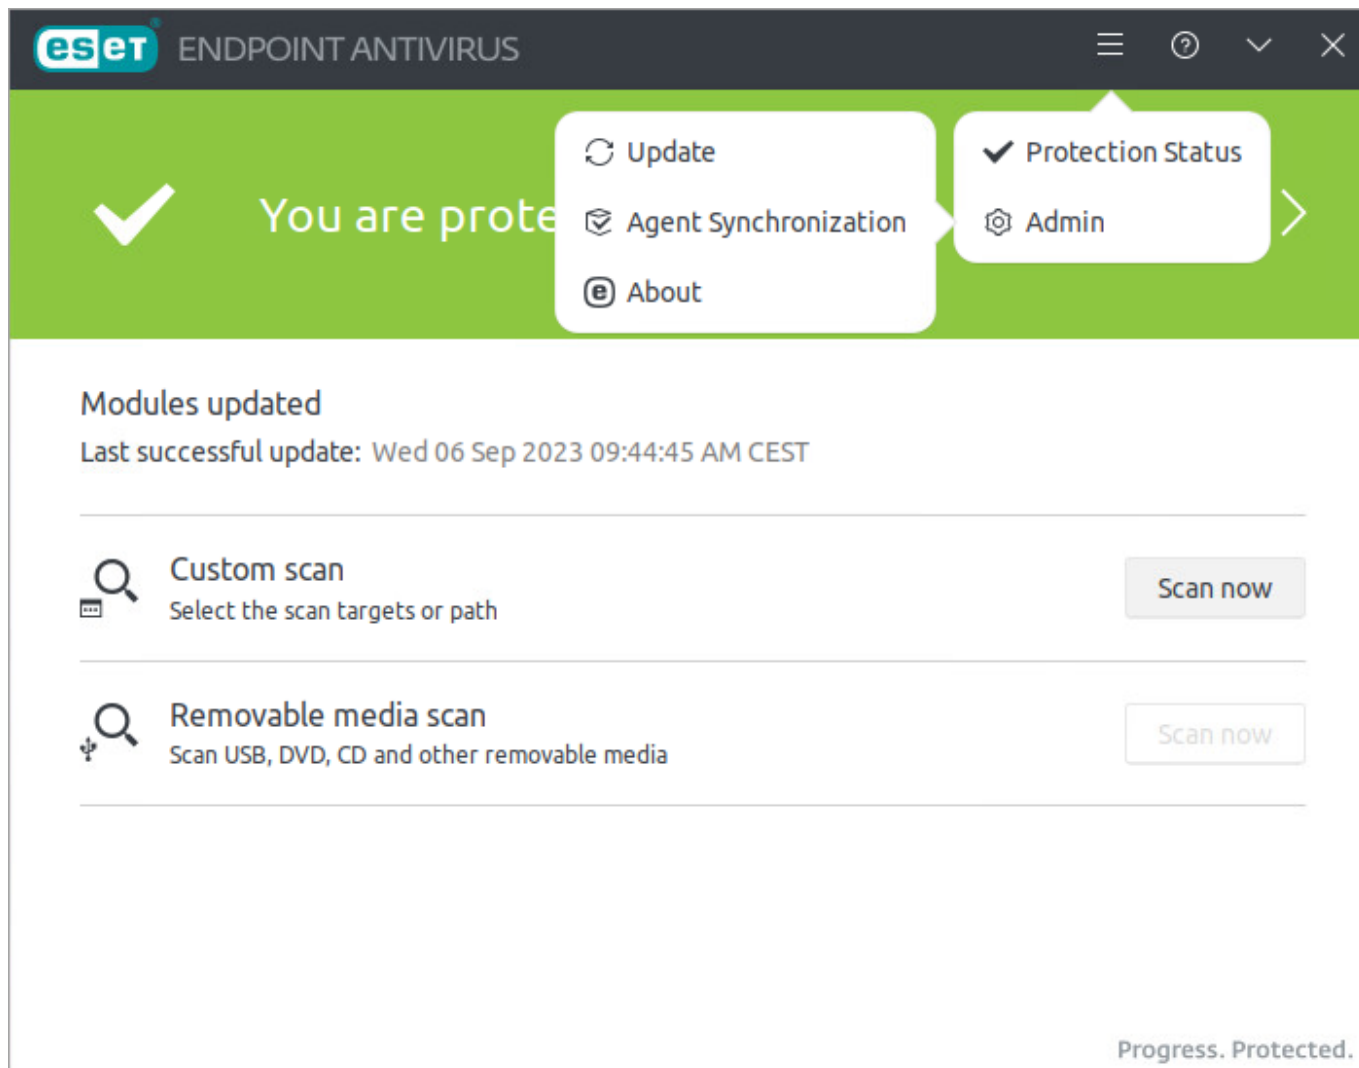 eset® ENDPOINT ANTIVIRUS
You are prote
Update
Agent Synchronization
About
Protection Status
Admin
Modules updated
Last successful update: Wed 06 Sep 2023 09:44:45 AM CEST
Custom scan
Select the scan targets or path
Scan now
Removable media scan
Scan USB, DVD, CD and other removable media
Scan now
Progress. Protected.